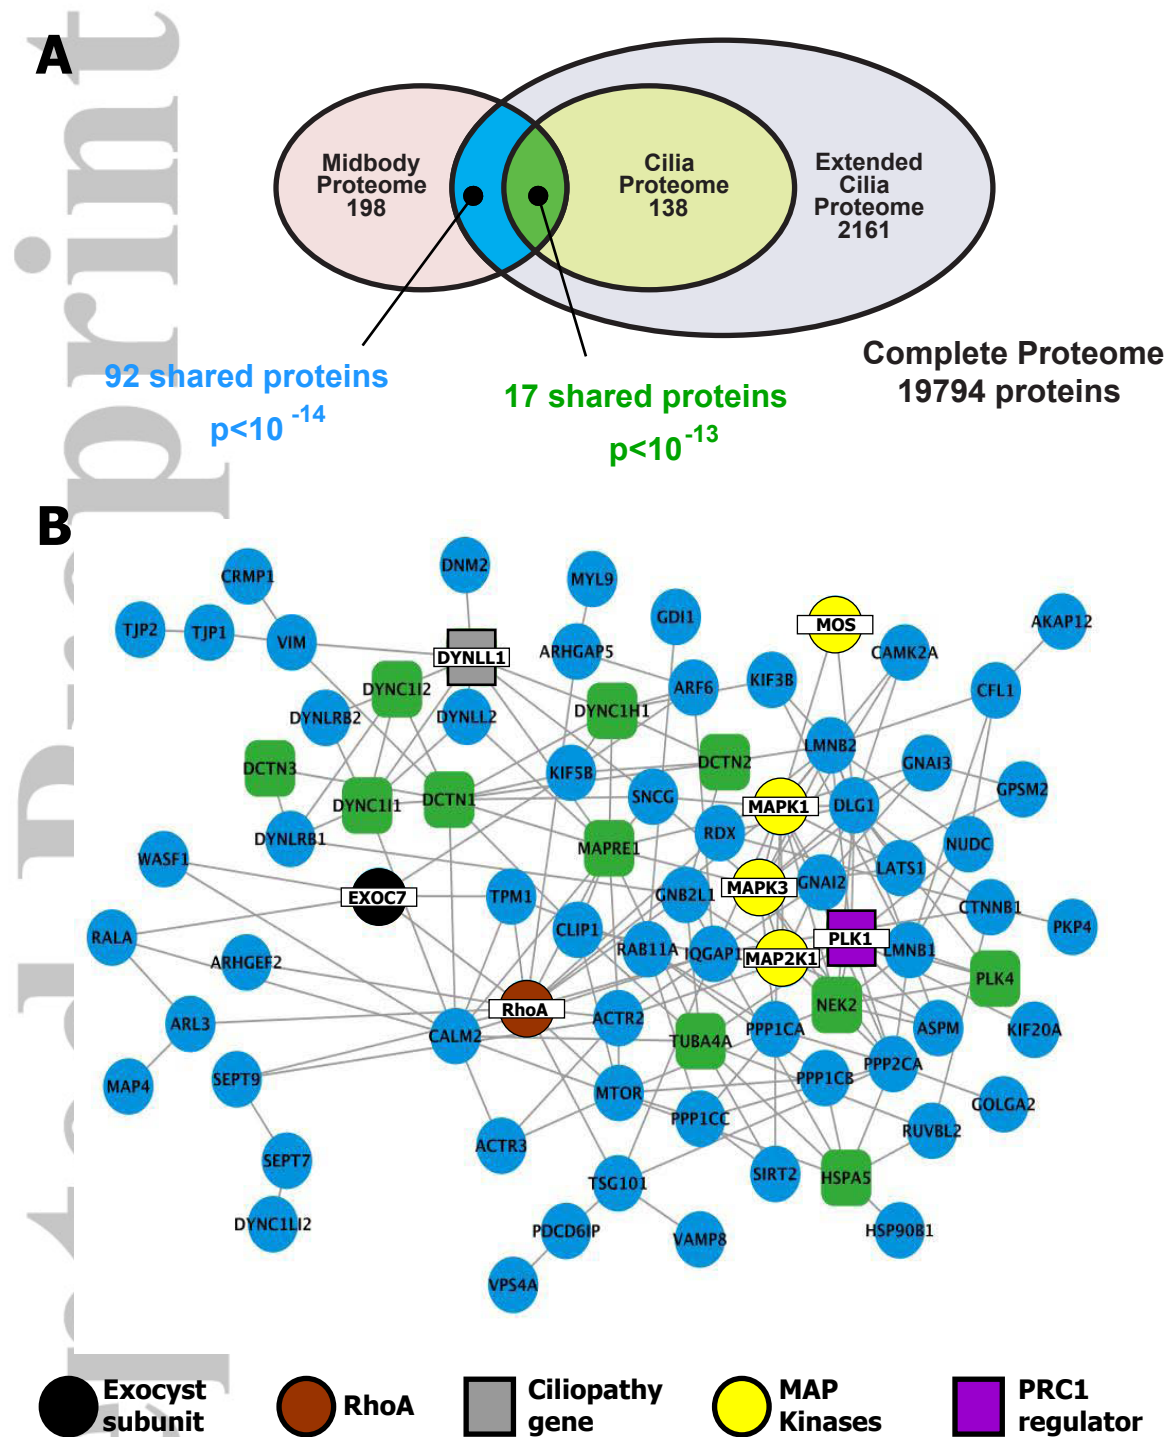 A
Midbody
Proteome
198
Cilia
Proteome
138
Extended
Cilia
Proteome
2161
92 shared proteins
p<10 -14
17 shared proteins
p<10 -13
Complete Proteome
19794 proteins
B
DNM2
CRMP1
MYL9
GDI1
MOS
AKAP12
TJP2
TJP1
VIM
DYNLL1
ARHGAP5
CAMK2A
DYNC1I2
ARF6
KIF3B
CFL1
DYNLRB2
DYNLL2
DYNC1H1
LMNB2
DCTN3
KIF5B
DCTN2
GNAI3
DYNC1I1
DCTN1
SNCG
MAPK1
DLG1
GPSM2
DYNLRB1
MAPRE1
RDX
NUDC
WASF1
LATS1
EXOC7
TPM1
GNB2L1
MAPK3
GNAI2
CTNNB1
RALA
CLIP1
PLK1
PKP4
ARHGEF2
RAB11A
IQGAP1
MAP2K1
LMNB1
PLK4
RhoA
NEK2
ARL3
CALM2
ACTR2
TUBA4A
PPP1CA
ASPM
KIF20A
MAP4
SEPT9
MTOR
PPP1CB
PPP2CA
GOLGA2
PPP1CC
RUVBL2
SEPT7
ACTR3
TSG101
SIRT2
HSPA5
DYNC1LI2
PDCD6IP
VAMP8
HSP90B1
VPS4A
Exocyst
subunit
RhoA
Ciliopathy
gene
MAP
Kinases
PRC1
regulator